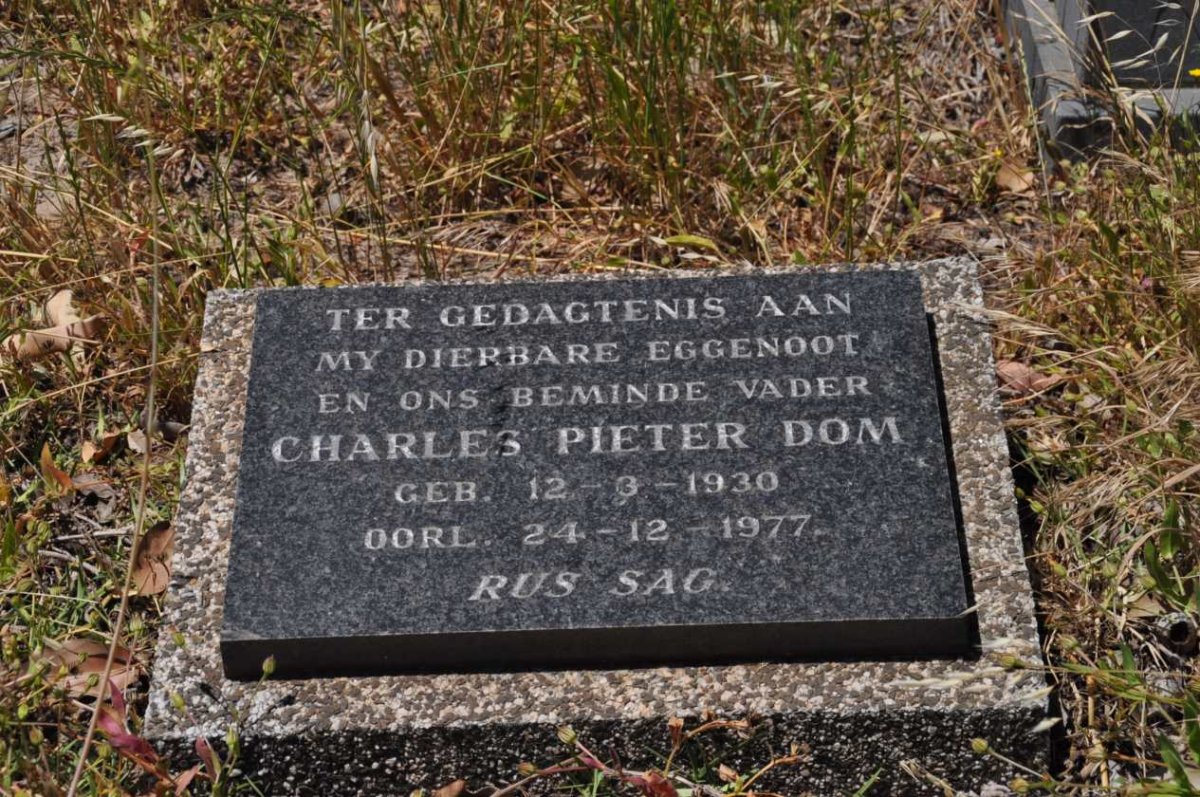 TER GEDAGTENIS AAN
MY DIERBARE EGGENOOT
EN ONS BEMINDE VADER
CHARLES PIETER DOM
GEB. 12-3-1930
OORL. 24-12-1977.
RUS SAG.